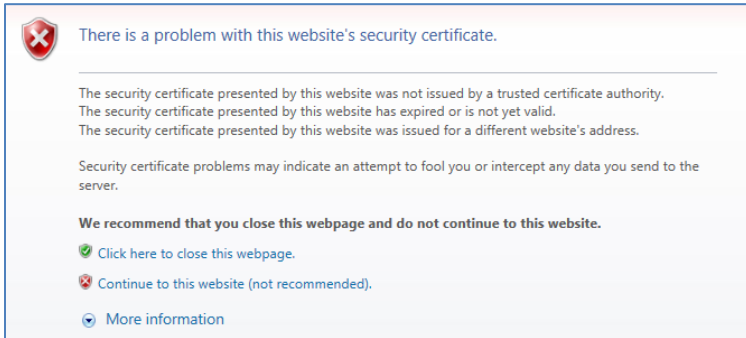 There is a problem with this website's security certificate.
The security certificate presented by this website was not issued by a trusted certificate authority.
The security certificate presented by this website has expired or is not yet valid.
The security certificate presented by this website was issued for a different website's address.
Security certificate problems may indicate an attempt to fool you or intercept any data you send to the
server.
We recommend that you close this webpage and do not continue to this website.
Click here to close this webpage.
Continue to this website (not recommended).
More information